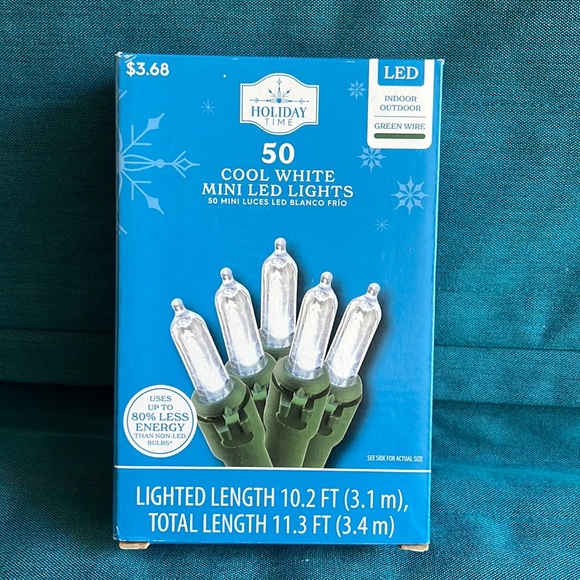 $3.68
LED
INDOOR
OUTDOOR
GREEN WIRE
HOLIDAY
TIME
50
COOL WHITE
MINI LED LIGHTS
50 MINI LUCES LED BLANCO FRÍO
USES
UP TO
80% LESS
ENERGY
THAN NON-LED
BULBS*
SEE SIDE FOR ACTUAL SIZE
LIGHTED LENGTH 10.2 FT (3.1 m),
TOTAL LENGTH 11.3 FT (3.4 m)